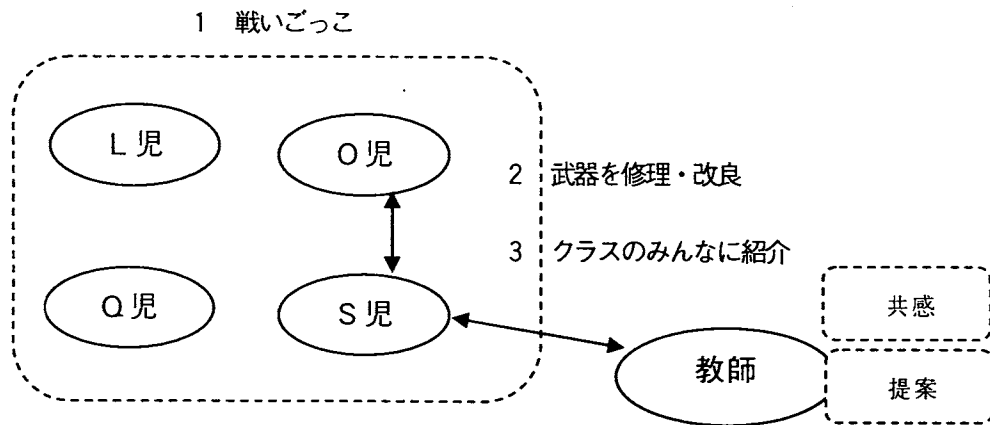 1 戦いごっこ
L児
O児
2 武器を修理・改良
3 クラスのみんなに紹介
Q児
S児
共感
教師
提案